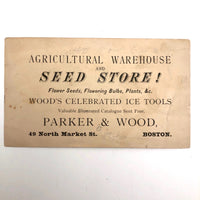 AGRICULTURAL WAREHOUSE
AND
SEED STORE!
Flower Seeds, Flowering Bulbs, Plants, &c.
WOOD'S CELEBRATED ICE TOOLS
Valuable Illustrated Catalogue Sent Free.
PARKER & WOOD,
49 North Market St. BOSTON.